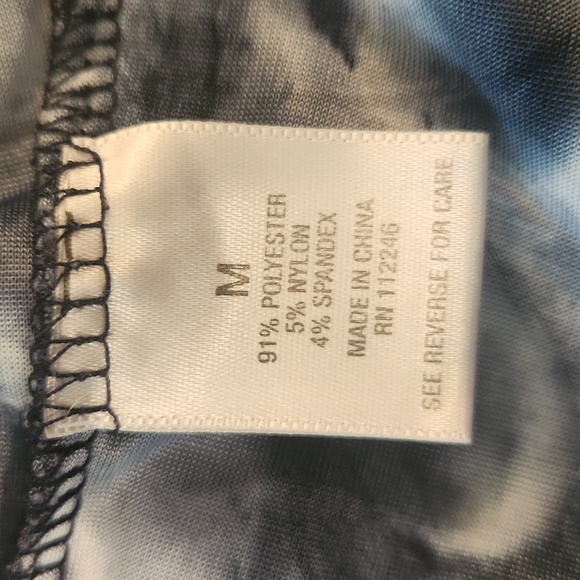 M
91% POLYESTER
5% NYLON
4% SPANDEX
MADE IN CHINA
RN 112246
SEE REVERSE FOR CARE